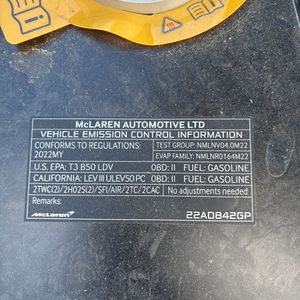 McLAREN AUTOMOTIVE LTD
VEHICLE EMISSION CONTROL INFORMATION
CONFORMS TO REGULATIONS: 2022MY
TEST GROUP: NMLNV04.0M22
EVAP FAMILY: NMLNR0164M22
U.S. EPA: T3 B50 LDV OBD: II FUEL: GASOLINE
CALIFORNIA: LEV III ULEV50 PC OBD: II FUEL: GASOLINE
2TWC(2)/2HO2S(2)/SFI/AIR/2TC/2CAC No adjustments needed
McLaren 22AD842GP